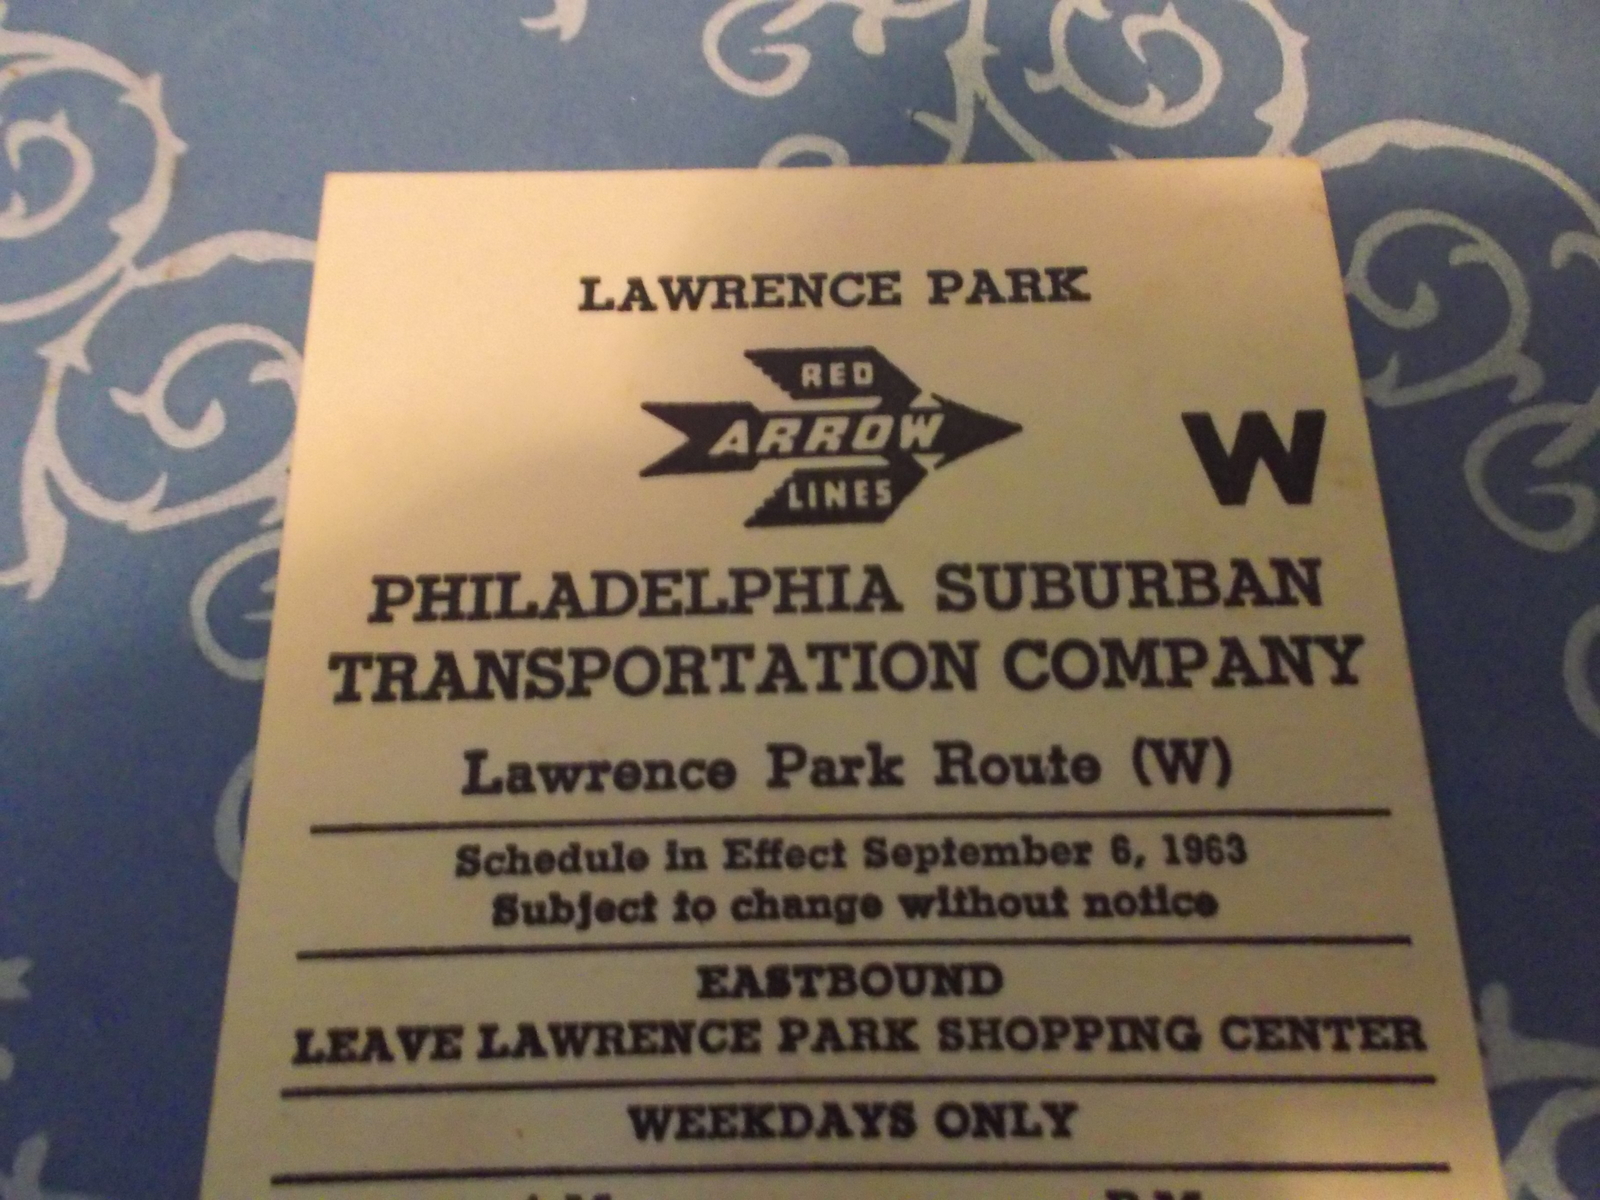 LAWRENCE PARK
RED
ARROW
LINES
W
PHILADELPHIA SUBURBAN
TRANSPORTATION COMPANY
Lawrence Park Route (W)
Schedule in Effect September 6, 1963
Subject to change without notice
EASTBOUND
LEAVE LAWRENCE PARK SHOPPING CENTER
WEEKDAYS ONLY